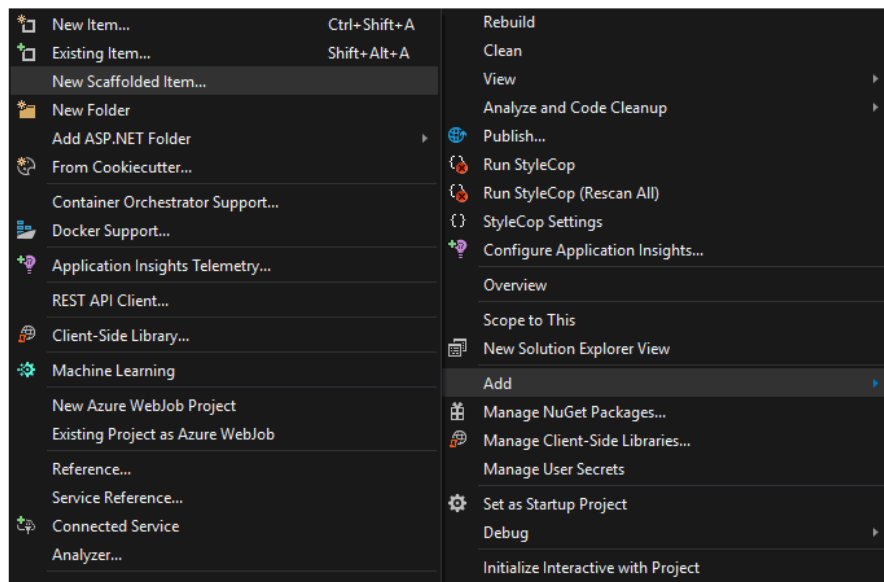 New Item... Ctrl+Shift+A
Existing Item... Shift+Alt+A
New Scaffolded Item...
New Folder
Add ASP.NET Folder
From Cookiecutter...
Container Orchestrator Support...
Docker Support...
Application Insights Telemetry...
REST API Client...
Client-Side Library...
Machine Learning
New Azure WebJob Project
Existing Project as Azure WebJob
Reference...
Service Reference...
Connected Service
Analyzer...
Rebuild
Clean
View
Analyze and Code Cleanup
Publish...
Run StyleCop
Run StyleCop (Rescan All)
StyleCop Settings
Configure Application Insights...
Overview
Scope to This
New Solution Explorer View
Add
Manage NuGet Packages...
Manage Client-Side Libraries...
Manage User Secrets
Set as Startup Project
Debug
Initialize Interactive with Project